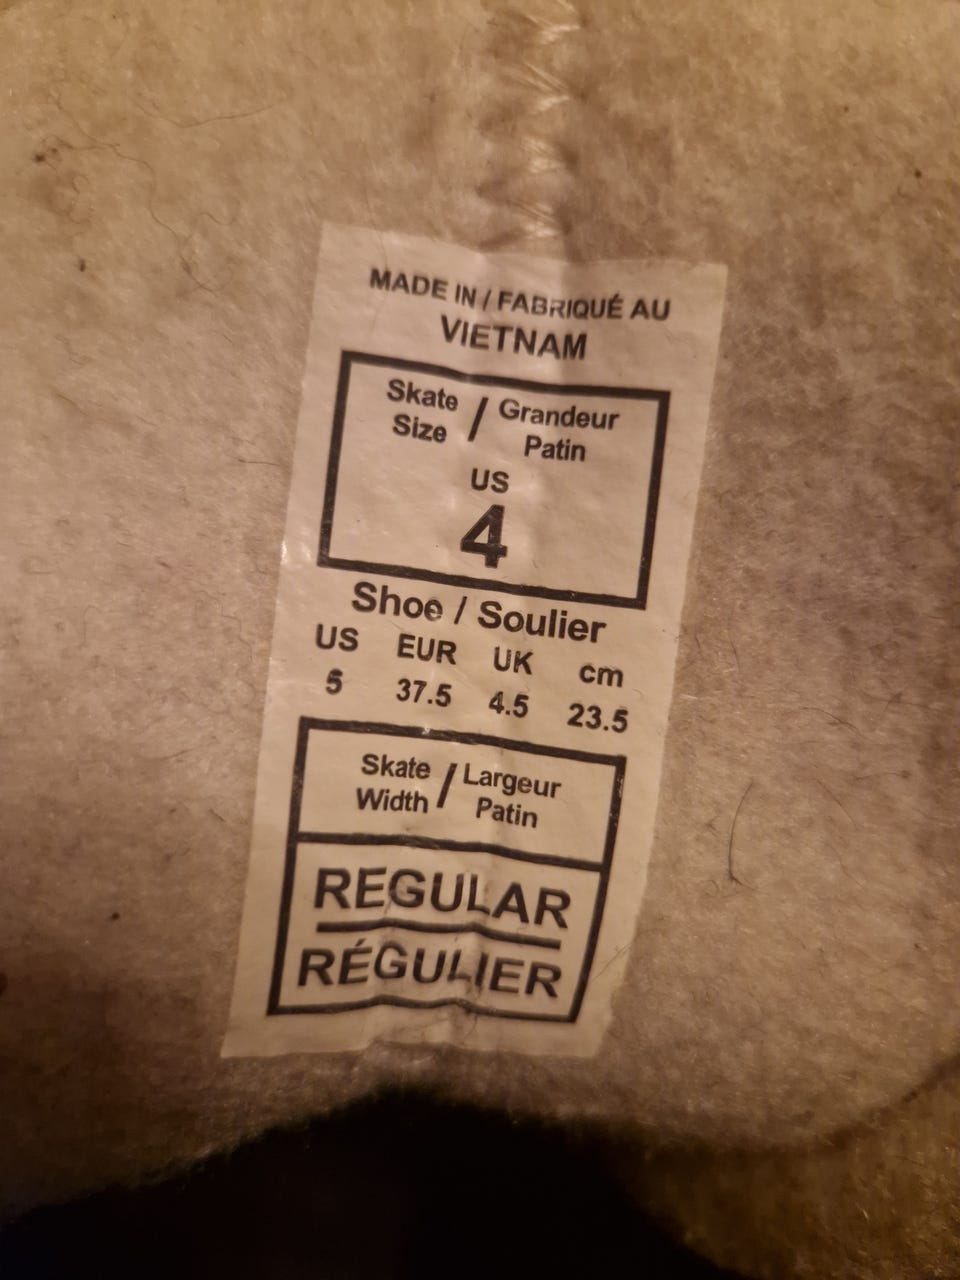 MADE IN / FABRIQUÉ AU
VIETNAM
Skate Size / Grandeur Patin
US
4
Shoe / Soulier
US EUR UK cm
5 37.5 4.5 23.5
Skate Width / Largeur Patin
REGULAR
RÉGULIER